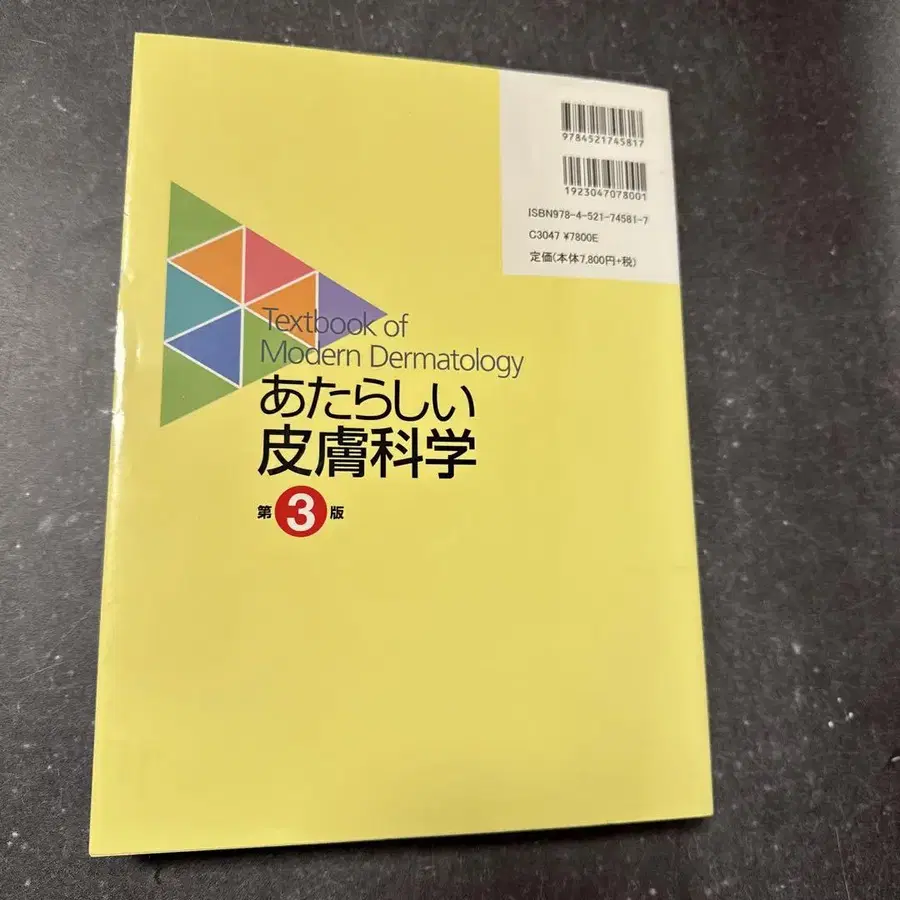 9784521745817
1923047078001
ISBN978-4-521-74581-7
C3047 ¥7800E
定価(本体7,800円+税)
Textbook of
Modern Dermatology
あたらしい
皮膚科学
第3版